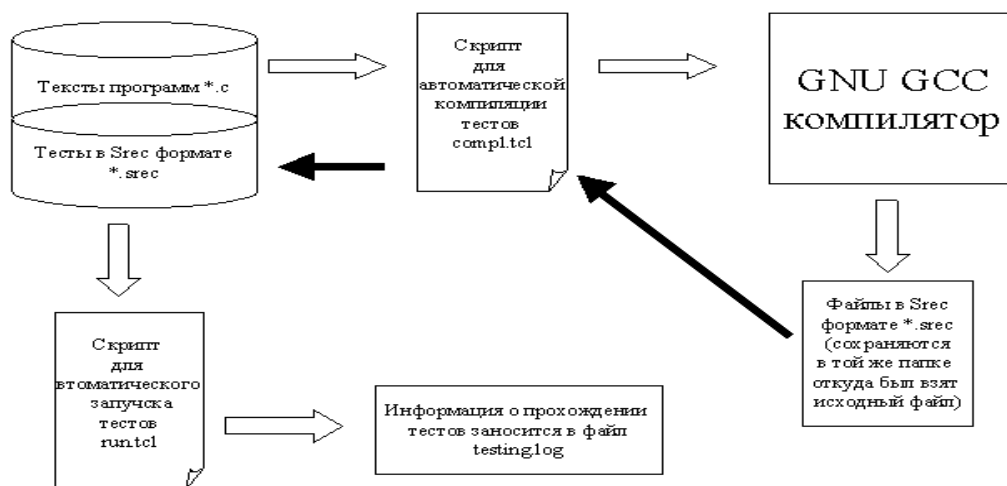 Тексты программ *.c
Тесты в Srec формате
*.srec
Скрипт
для
автоматической
компиляции
тестов
compl.tcl
GNU GCC
компилятор
Файлы в Srec
формате *.srec
(сохраняются
в той же папке
откуда был взят
исходный файл)
Скрипт
для
втоматического
запучска
тестов
run.tcl
Информация о прохождении
тестов заносится в файл
testing.log